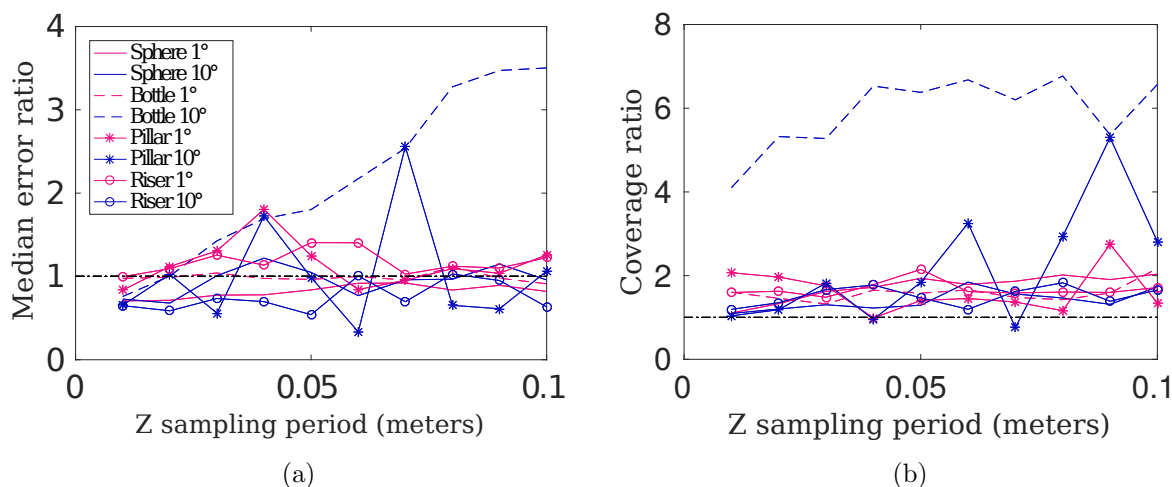 4
3
2
1
0
Median error ratio
Sphere 1°
Sphere 10°
Bottle 1°
Bottle 10°
Pillar 1°
Pillar 10°
Riser 1°
Riser 10°
0 0.05 0.1
Z sampling period (meters)
(a)
8
6
4
2
0
Coverage ratio
0 0.05 0.1
Z sampling period (meters)
(b)